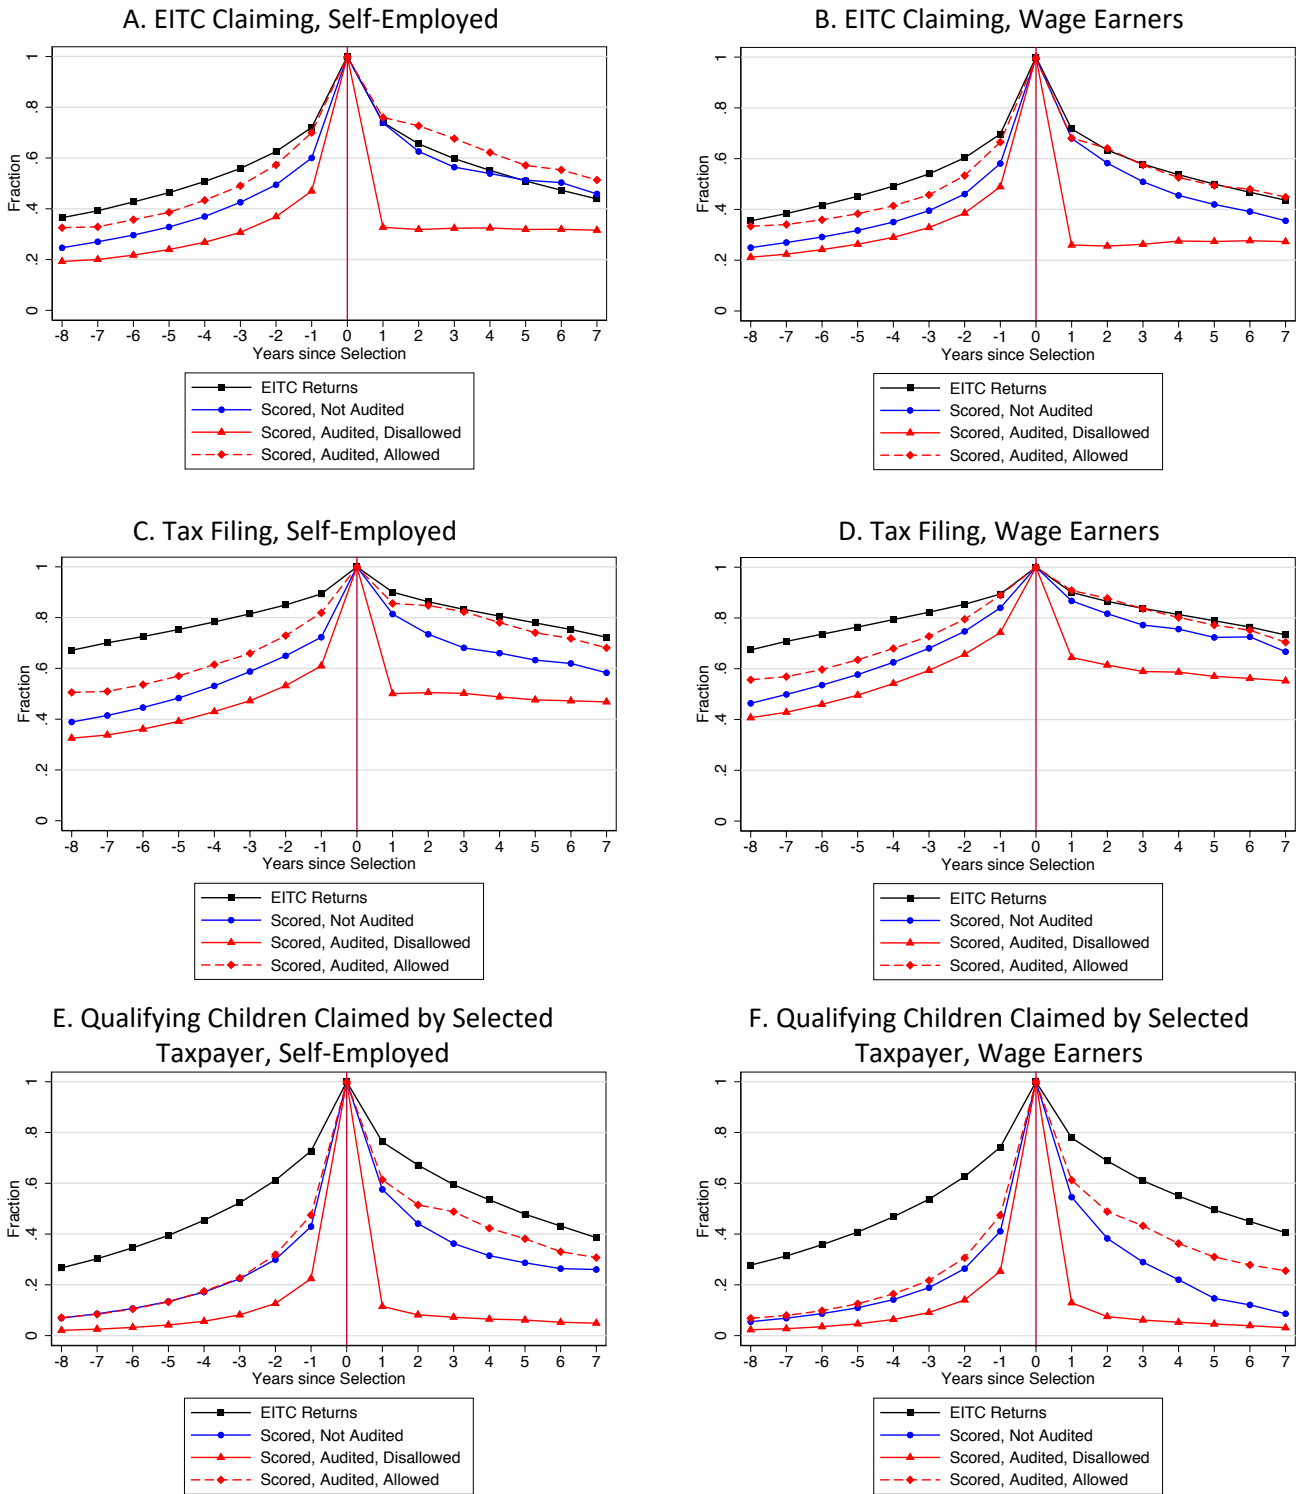 A. EITC Claiming, Self-Employed
Fraction
0 .2 .4 .6 .8 1
-8 -7 -6 -5 -4 -3 -2 -1 0 1 2 3 4 5 6 7
Years since Selection
EITC Returns
Scored, Not Audited
Scored, Audited, Disallowed
Scored, Audited, Allowed
B. EITC Claiming, Wage Earners
Fraction
0 .2 .4 .6 .8 1
-8 -7 -6 -5 -4 -3 -2 -1 0 1 2 3 4 5 6 7
Years since Selection
EITC Returns
Scored, Not Audited
Scored, Audited, Disallowed
Scored, Audited, Allowed
C. Tax Filing, Self-Employed
Fraction
0 .2 .4 .6 .8 1
-8 -7 -6 -5 -4 -3 -2 -1 0 1 2 3 4 5 6 7
Years since Selection
EITC Returns
Scored, Not Audited
Scored, Audited, Disallowed
Scored, Audited, Allowed
D. Tax Filing, Wage Earners
Fraction
0 .2 .4 .6 .8 1
-8 -7 -6 -5 -4 -3 -2 -1 0 1 2 3 4 5 6 7
Years since Selection
EITC Returns
Scored, Not Audited
Scored, Audited, Disallowed
Scored, Audited, Allowed
E. Qualifying Children Claimed by Selected
Taxpayer, Self-Employed
Fraction
0 .2 .4 .6 .8 1
-8 -7 -6 -5 -4 -3 -2 -1 0 1 2 3 4 5 6 7
Years since Selection
EITC Returns
Scored, Not Audited
Scored, Audited, Disallowed
Scored, Audited, Allowed
F. Qualifying Children Claimed by Selected
Taxpayer, Wage Earners
Fraction
0 .2 .4 .6 .8 1
-8 -7 -6 -5 -4 -3 -2 -1 0 1 2 3 4 5 6 7
Years since Selection
EITC Returns
Scored, Not Audited
Scored, Audited, Disallowed
Scored, Audited, Allowed